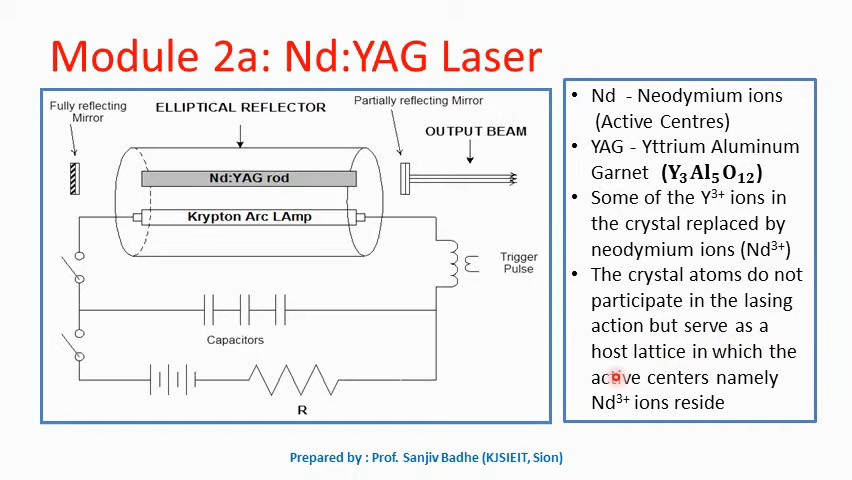 Module 2a: Nd:YAG Laser
Fully reflecting
Mirror
ELLIPTICAL REFLECTOR
Partially reflecting Mirror
OUTPUT BEAM
Nd:YAG rod
Krypton Arc LAmp
Trigger
Pulse
Capacitors
R
• Nd - Neodymium ions
(Active Centres)
• YAG - Yttrium Aluminum
Garnet (Y₃Al₅O₁₂)
• Some of the Y³⁺ ions in
the crystal replaced by
neodymium ions (Nd³⁺)
• The crystal atoms do not
participate in the lasing
action but serve as a
host lattice in which the
active centers namely
Nd³⁺ ions reside
Prepared by : Prof. Sanjiv Badhe (KJSIEIT, Sion)